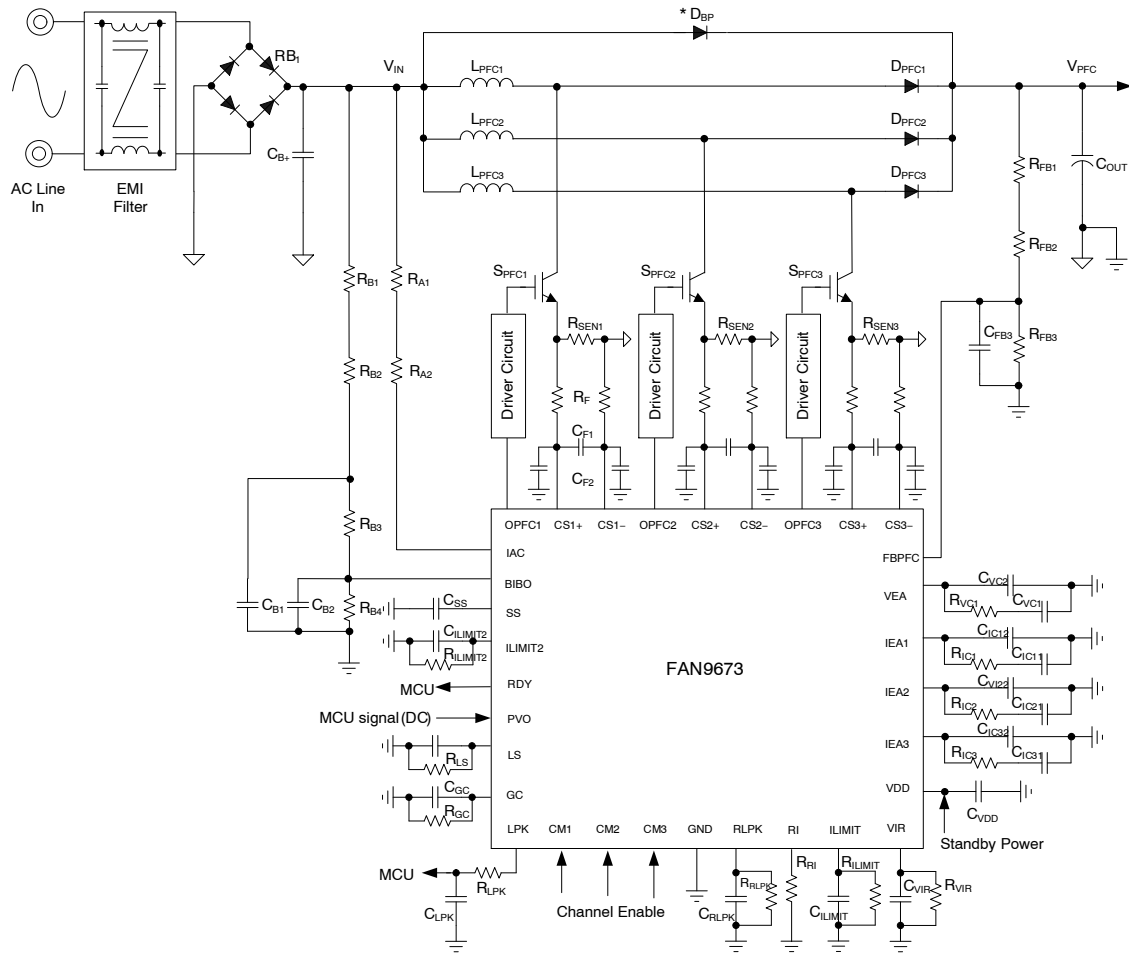 * DBP
RB1
VIN
LPFC1
DPFC1
VPFC
LPFC2
DPFC2
CB+
RFB1
COUT
LPFC3
DPFC3
AC Line
In
EMI
Filter
RFB2
RB1
RA1
SPFC1
SPFC2
SPFC3
RSEN1
RSEN2
RSEN3
CFB3
RFB3
Driver Circuit
Driver Circuit
Driver Circuit
RB2
RA2
RF
CF1
CF2
RB3
OPFC1
CS1+
CS1−
OPFC2
CS2+
CS2−
OPFC3
CS3+
CS3−
IAC
FBPFC
BIBO
CB1
CB2
RB4
CSS
SS
VEA
CVC2
RVC1
CVC1
CILIMIT2
RILIMIT2
ILIMIT2
IEA1
CIC12
RIC1
CIC11
FAN9673
MCU
RDY
IEA2
CVI22
RIC2
CIC21
MCU signal (DC)
PVO
IEA3
CIC32
RIC3
CIC31
RLS
LS
VDD
CGC
RGC
GC
CVDD
Standby Power
LPK
CM1
CM2
CM3
GND
RLPK
RI
ILIMIT
VIR
MCU
RLPK
CLPK
Channel Enable
RRLPK
CRLPK
RRI
RILIMIT
CILIMIT
CVIR
RVIR